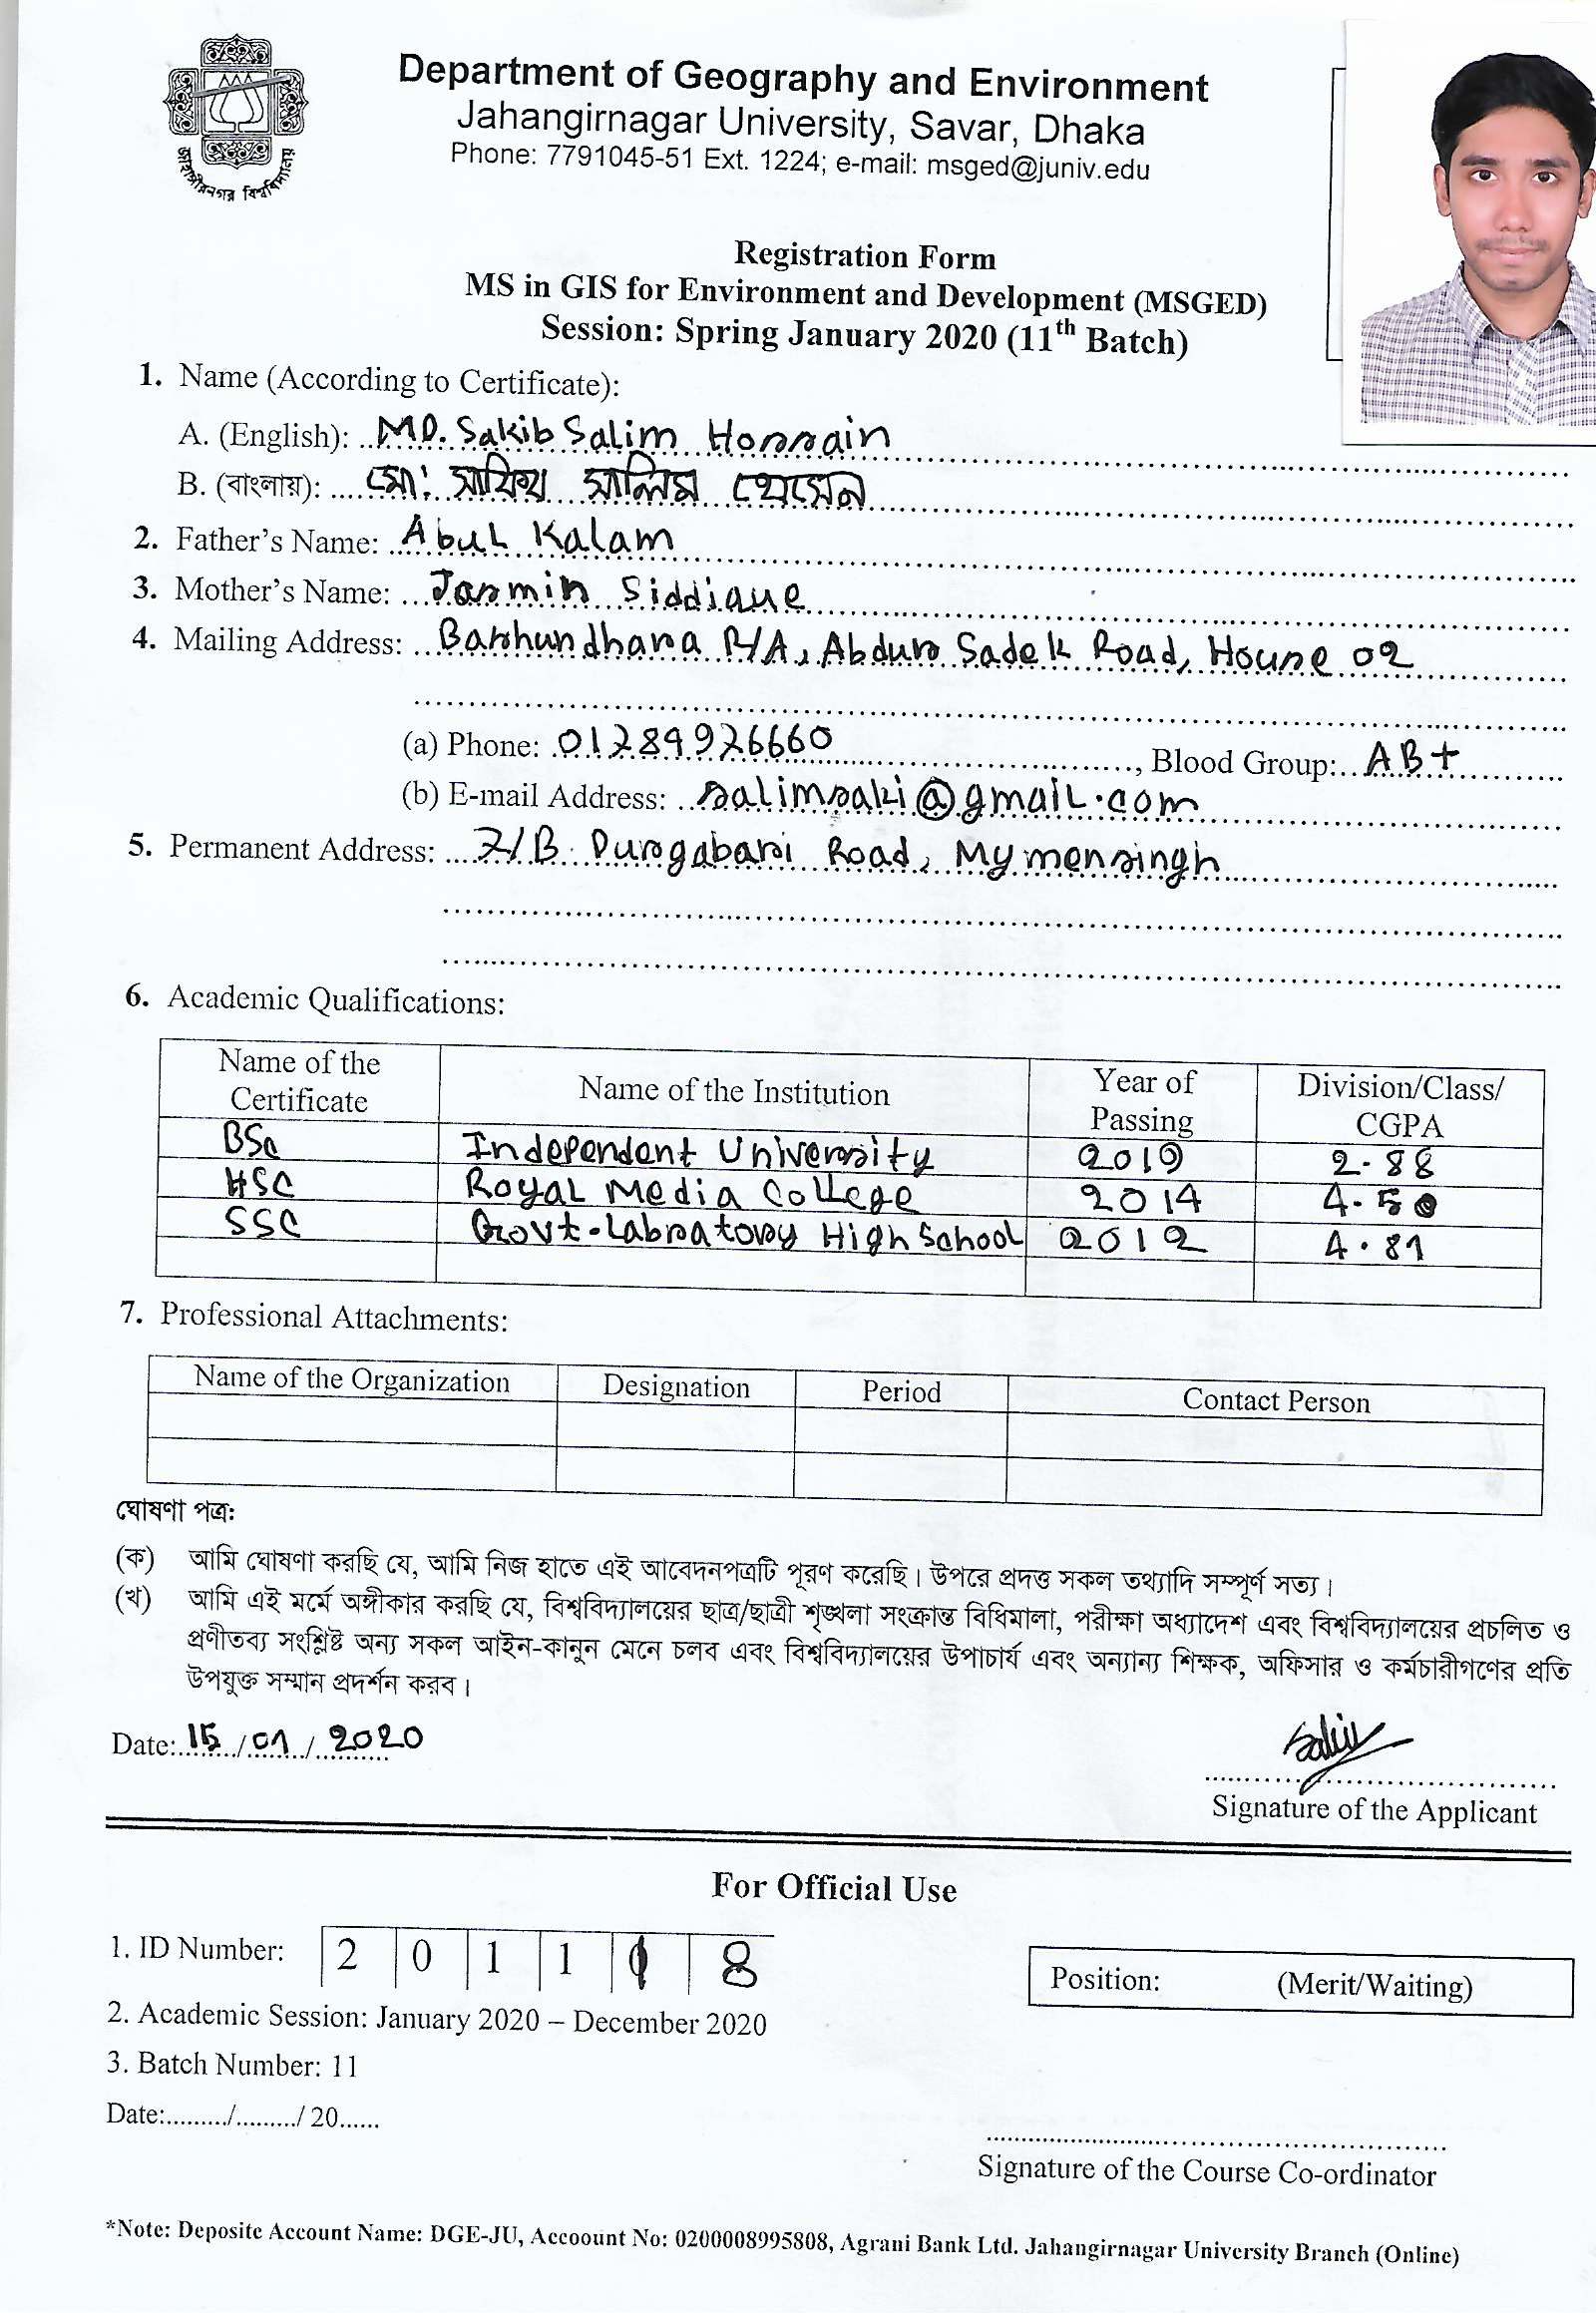 জাহাঙ্গীরনগর বিশ্ববিদ্যালয়
Department of Geography and Environment
Jahangirnagar University, Savar, Dhaka
Phone: 7791045-51 Ext. 1224; e-mail: msged@juniv.edu
Registration Form
MS in GIS for Environment and Development (MSGED)
Session: Spring January 2020 (11th Batch)
1. Name (According to Certificate):
A. (English): MD. Sakib Salim Hossain
B. (বাংলায়): মো: সাকিব সালিম হোসেন
2. Father's Name: Abul Kalam
3. Mother's Name: Jasmin Siddique
4. Mailing Address: Bashundhara R/A, Abdur Sadek Road, House 02
(a) Phone: 01789926660, Blood Group: AB+
(b) E-mail Address: salimsaki@gmail.com
5. Permanent Address: 7/B Durgabari Road, Mymensingh
6. Academic Qualifications:
Name of the Certificate Name of the Institution Year of Passing Division/Class/ CGPA
BSc Independent University 2019 2.88
HSC Royal Media College 2014 4.50
SSC Govt. Labratory High School 2012 4.81
7. Professional Attachments:
Name of the Organization Designation Period Contact Person
ঘোষণা পত্র:
(ক) আমি ঘোষণা করছি যে, আমি নিজ হাতে এই আবেদনপত্রটি পূরণ করেছি। উপরে প্রদত্ত সকল তথ্যাদি সম্পূর্ণ সত্য।
(খ) আমি এই মর্মে অঙ্গীকার করছি যে, বিশ্ববিদ্যালয়ের ছাত্র/ছাত্রী শৃঙ্খলা সংক্রান্ত বিধিমালা, পরীক্ষা অধ্যাদেশ এবং বিশ্ববিদ্যালয়ের প্রচলিত ও
প্রণীতব্য সংশ্লিষ্ট অন্য সকল আইন-কানুন মেনে চলব এবং বিশ্ববিদ্যালয়ের উপাচার্য এবং অন্যান্য শিক্ষক, অফিসার ও কর্মচারীগণের প্রতি
উপযুক্ত সম্মান প্রদর্শন করব।
Date: 15/01/2020
Signature of the Applicant
For Official Use
1. ID Number: 2 0 1 1 1 8
Position: (Merit/Waiting)
2. Academic Session: January 2020 – December 2020
3. Batch Number: 11
Date:........./........./ 20......
Signature of the Course Co-ordinator
*Note: Deposite Account Name: DGE-JU, Accoount No: 0200008995808, Agrani Bank Ltd. Jahangirnagar University Branch (Online)